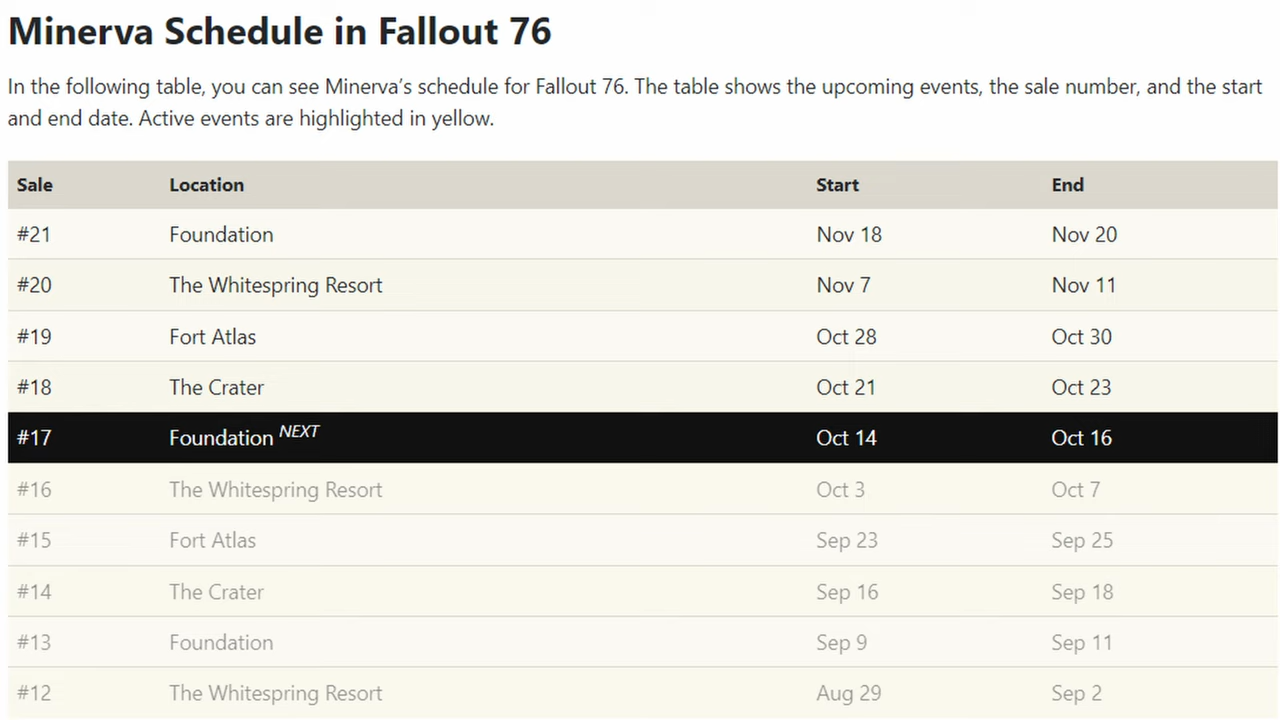 Minerva Schedule in Fallout 76
In the following table, you can see Minerva’s schedule for Fallout 76. The table shows the upcoming events, the sale number, and the start
and end date. Active events are highlighted in yellow.
Sale Location Start End
#21 Foundation Nov 18 Nov 20
#20 The Whitespring Resort Nov 7 Nov 11
#19 Fort Atlas Oct 28 Oct 30
#18 The Crater Oct 21 Oct 23
#17 Foundation NEXT Oct 14 Oct 16
#16 The Whitespring Resort Oct 3 Oct 7
#15 Fort Atlas Sep 23 Sep 25
#14 The Crater Sep 16 Sep 18
#13 Foundation Sep 9 Sep 11
#12 The Whitespring Resort Aug 29 Sep 2